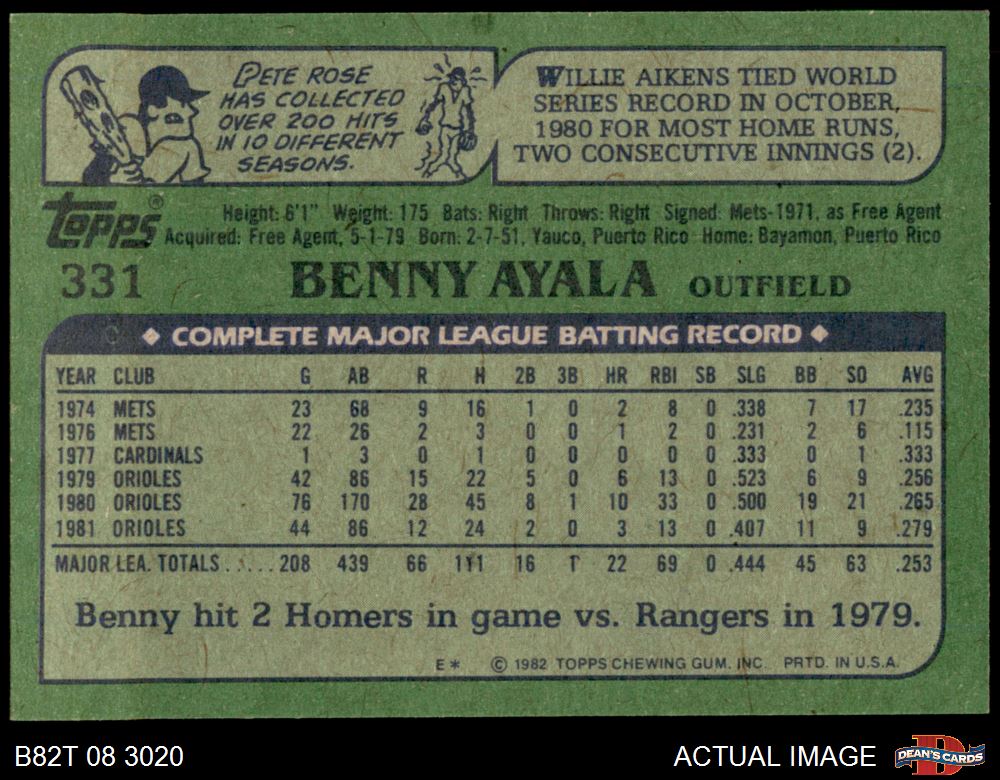 PETE ROSE
HAS COLLECTED
OVER 200 HITS
IN 10 DIFFERENT
SEASONS.
WILLIE AIKENS TIED WORLD
SERIES RECORD IN OCTOBER,
1980 FOR MOST HOME RUNS,
TWO CONSECUTIVE INNINGS (2).
Topps®
Height: 6'1" Weight: 175 Bats: Right Throws: Right Signed: Mets-1971, as Free Agent
Acquired: Free Agent, 5-1-79 Born: 2-7-51, Yauco, Puerto Rico Home: Bayamon, Puerto Rico
331 BENNY AYALA OUTFIELD
◆ COMPLETE MAJOR LEAGUE BATTING RECORD ◆
YEAR CLUB G AB R H 2B 3B HR RBI SB SLG BB SO AVG
1974 METS 23 68 9 16 1 0 2 8 0 .338 7 17 .235
1976 METS 22 26 2 3 0 0 1 2 0 .231 2 6 .115
1977 CARDINALS 1 3 0 1 0 0 0 0 0 .333 0 1 .333
1979 ORIOLES 42 86 15 22 5 0 6 13 0 .523 6 9 .256
1980 ORIOLES 76 170 28 45 8 1 10 33 0 .500 19 21 .265
1981 ORIOLES 44 86 12 24 2 0 3 13 0 .407 11 9 .279
MAJOR LEA. TOTALS......208 439 66 111 16 1 22 69 0 .444 45 63 .253
Benny hit 2 Homers in game vs. Rangers in 1979.
E* © 1982 TOPPS CHEWING GUM, INC. PRTD. IN U.S.A.
B82T 08 3020
ACTUAL IMAGE
D
DEAN'S CARDS